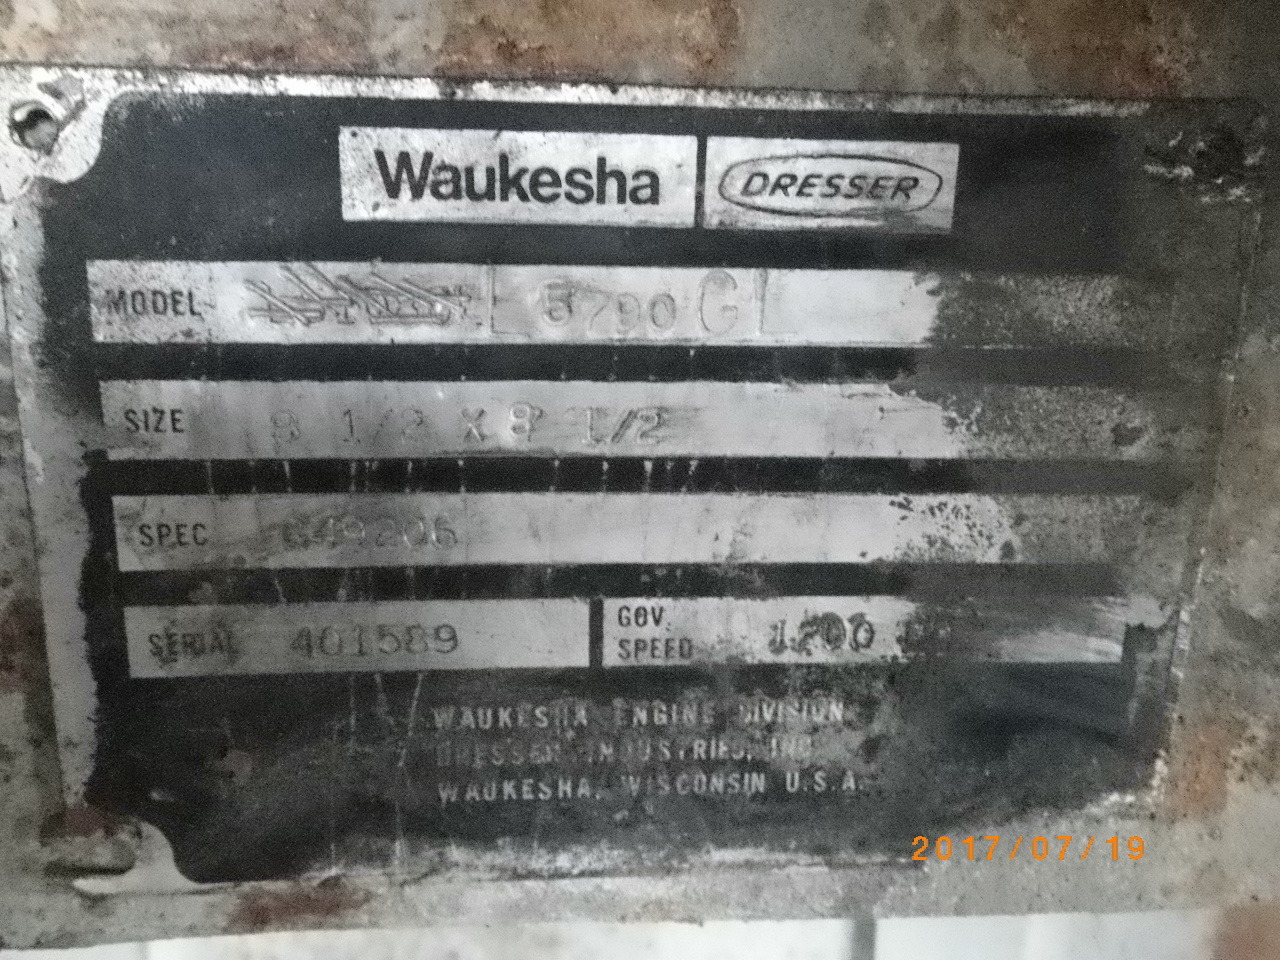 Waukesha DRESSER
MODEL L 5790 G L
SIZE 8 1/2 X 8 1/2
SPEC G49206
SERIAL 401589
GOV. SPEED 1200
WAUKESHA ENGINE DIVISION
DRESSER INDUSTRIES, INC.
WAUKESHA, WISCONSIN U.S.A.
2017/07/19